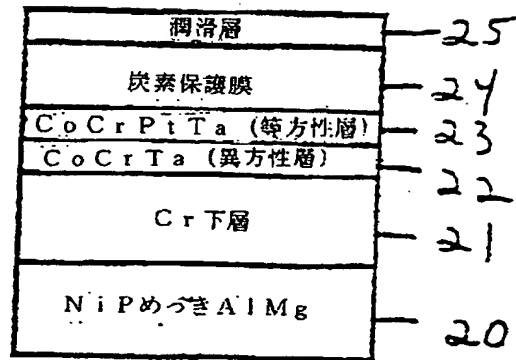 潤滑層 25
炭素保護膜 24
CoCrPtTa (等方性層) 23
CoCrTa (異方性層) 22
Cr下層 21
NiPめっきAlMg 20